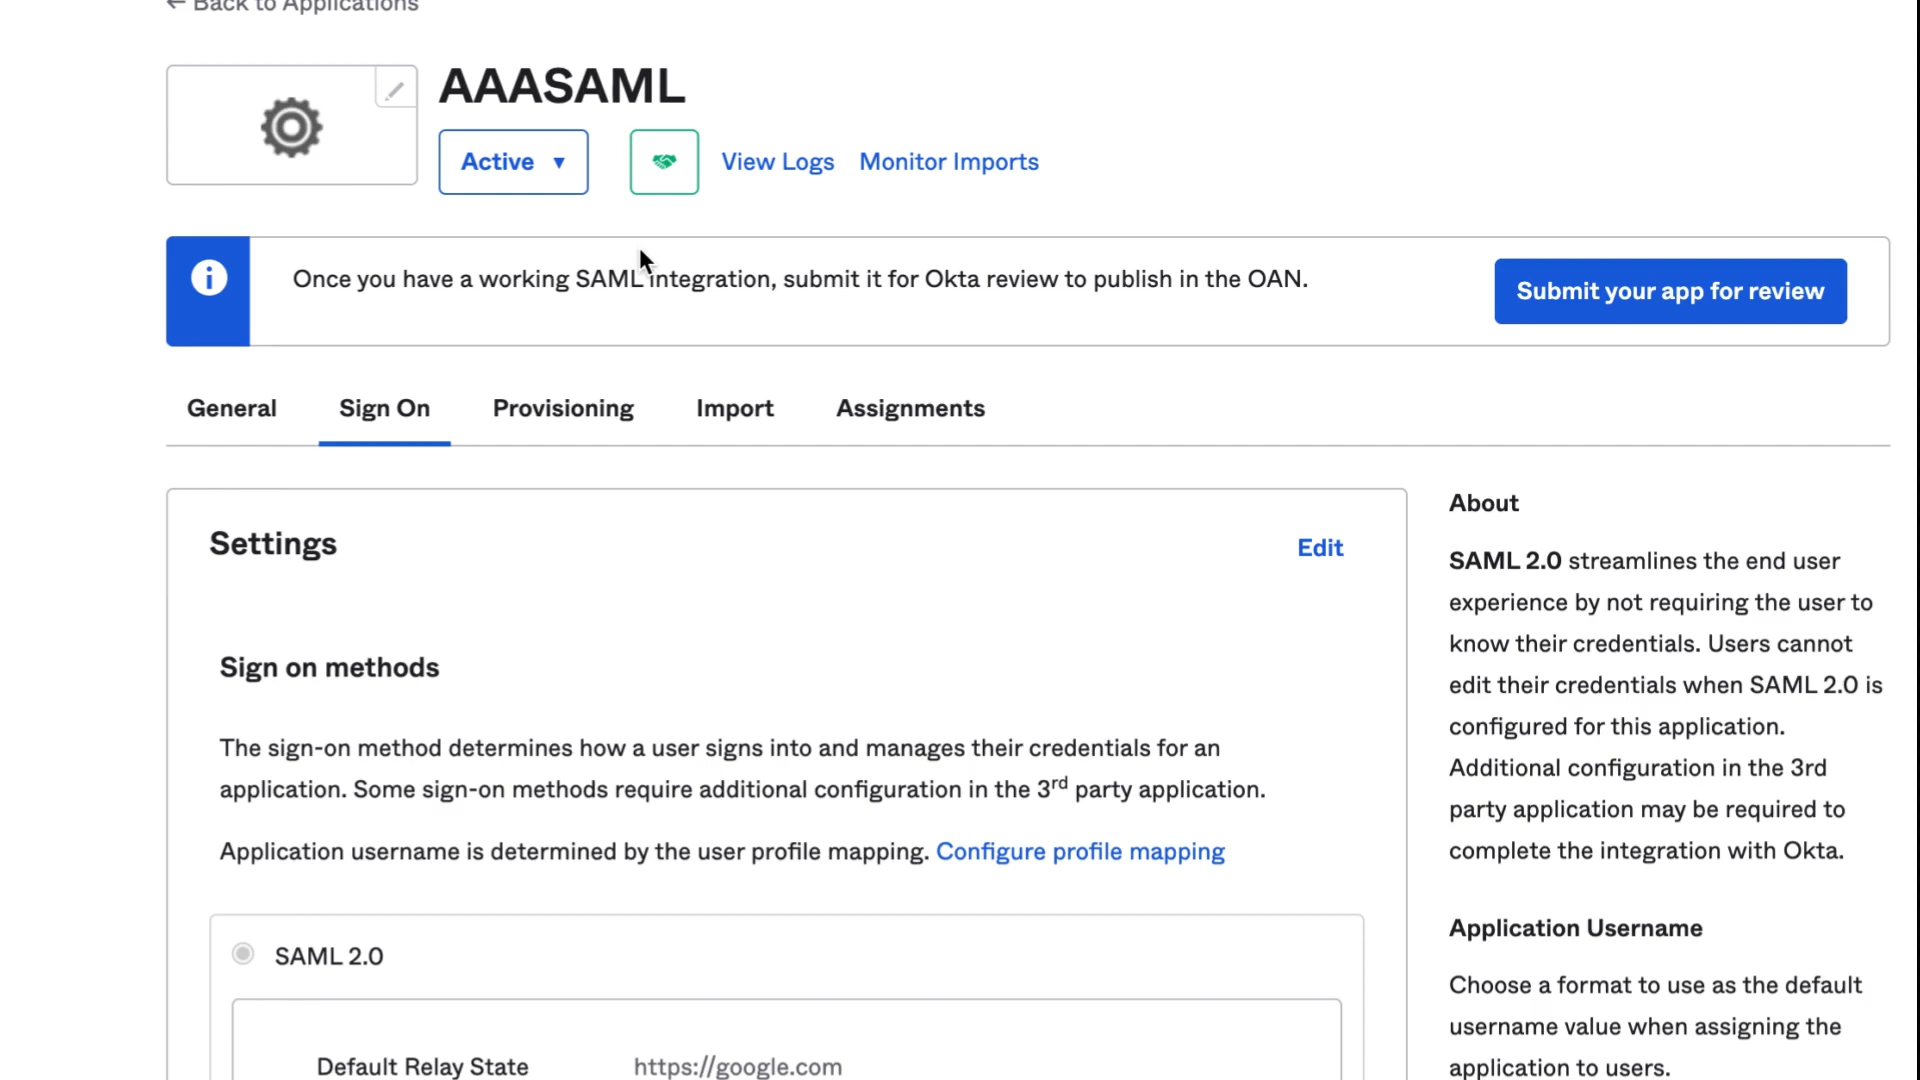 ← Back to Applications
AAASAML
Active ▼
View Logs
Monitor Imports
Once you have a working SAML integration, submit it for Okta review to publish in the OAN.
Submit your app for review
General
Sign On
Provisioning
Import
Assignments
Settings
Edit
Sign on methods
The sign-on method determines how a user signs into and manages their credentials for an
application. Some sign-on methods require additional configuration in the 3rd party application.
Application username is determined by the user profile mapping. Configure profile mapping
SAML 2.0
Default Relay State
https://google.com
About
SAML 2.0 streamlines the end user
experience by not requiring the user to
know their credentials. Users cannot
edit their credentials when SAML 2.0 is
configured for this application.
Additional configuration in the 3rd
party application may be required to
complete the integration with Okta.
Application Username
Choose a format to use as the default
username value when assigning the
application to users.